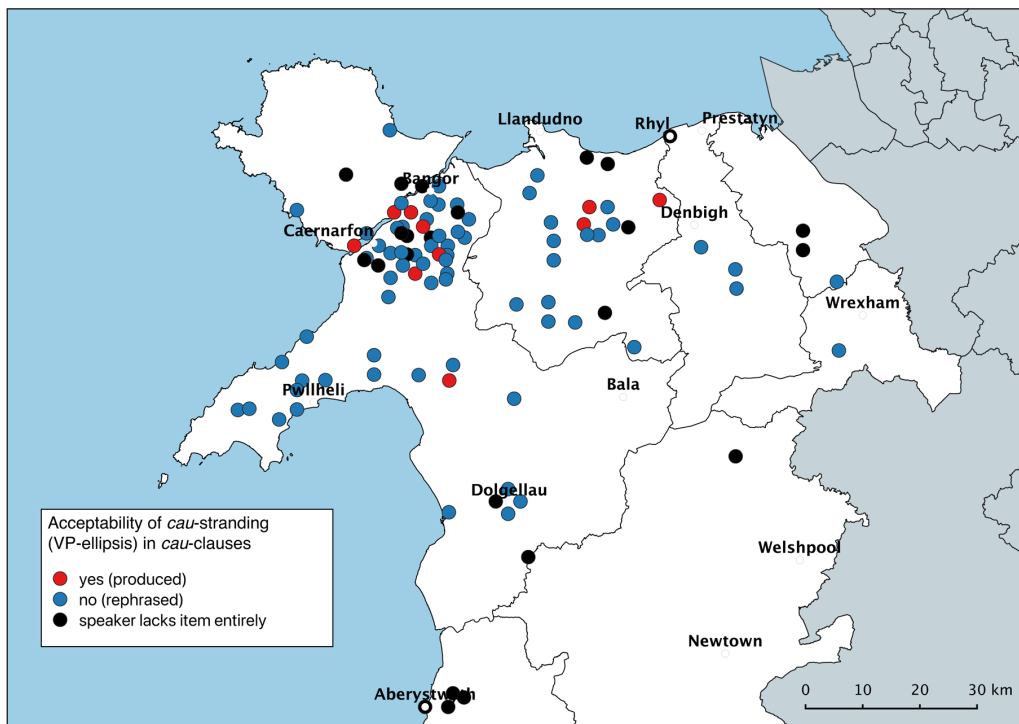 Llandudno
Rhyl
Prestatyn
Bangor
Denbigh
Caernarfon
Wrexham
Pwllheli
Bala
Dolgellau
Acceptability of cau-stranding
(VP-ellipsis) in cau-clauses
yes (produced)
no (rephrased)
speaker lacks item entirely
Welshpool
Newtown
Aberystwyth
0 10 20 30 km